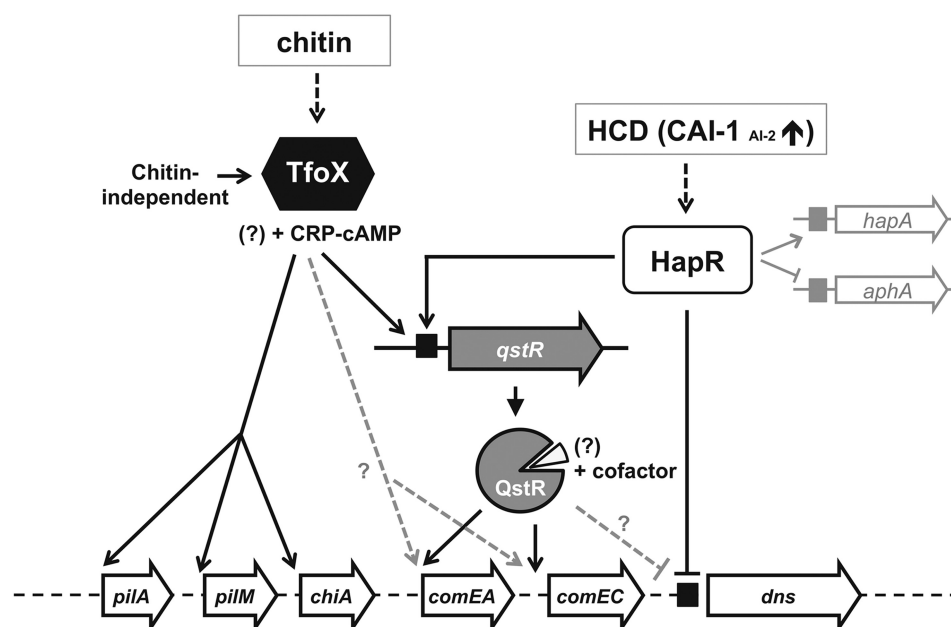 chitin
HCD (CAI-1 AI-2 )
TfoX
Chitin-
independent
(?) + CRP-cAMP
hapA
HapR
aphA
qstR
(?)
+ cofactor
QstR
?
?
pilA
pilM
chiA
comEA
comEC
dns